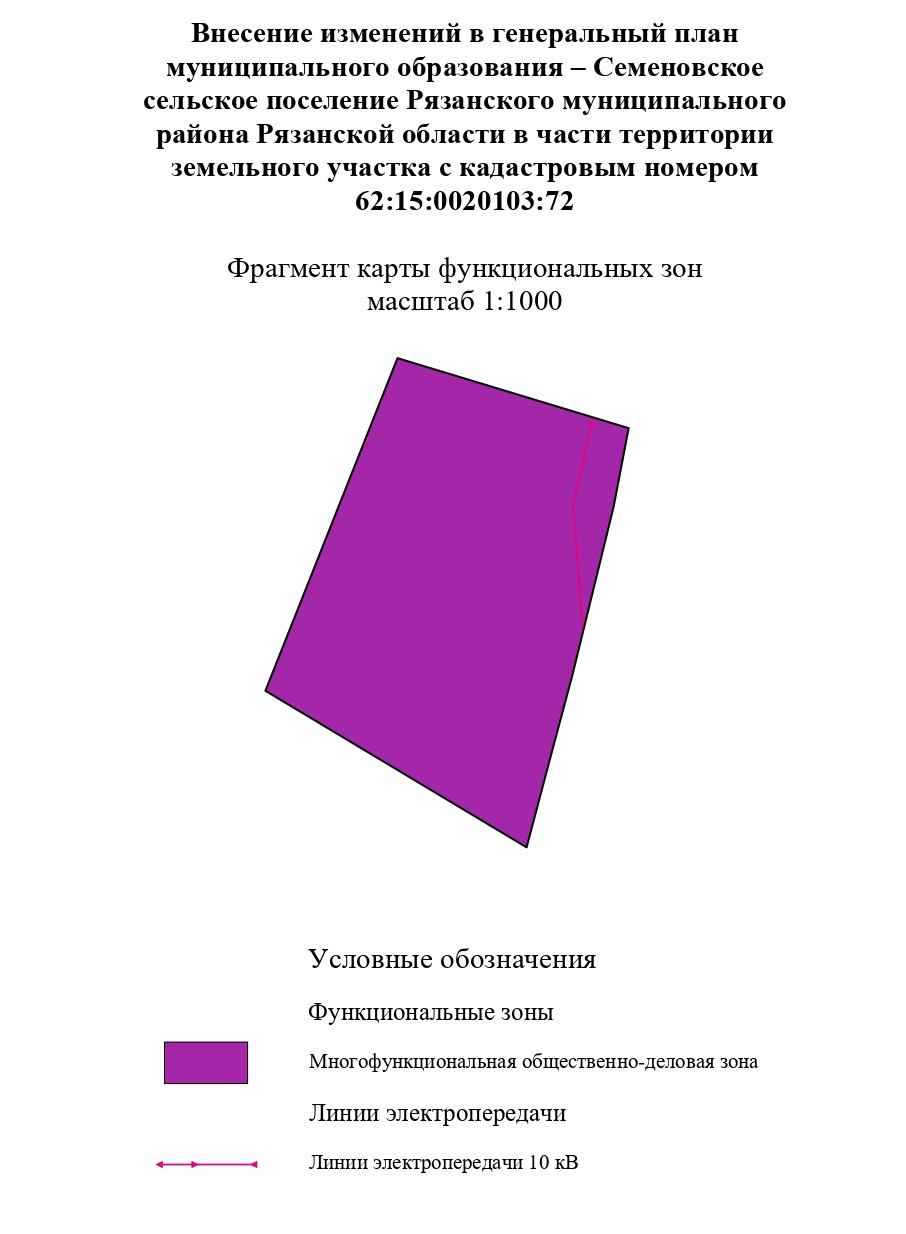 Внесение изменений в генеральный план
муниципального образования – Семеновское
сельское поселение Рязанского муниципального
района Рязанской области в части территории
земельного участка с кадастровым номером
62:15:0020103:72
Фрагмент карты функциональных зон
масштаб 1:1000
Условные обозначения
Функциональные зоны
Многофункциональная общественно-деловая зона
Линии электропередачи
Линии электропередачи 10 кВ